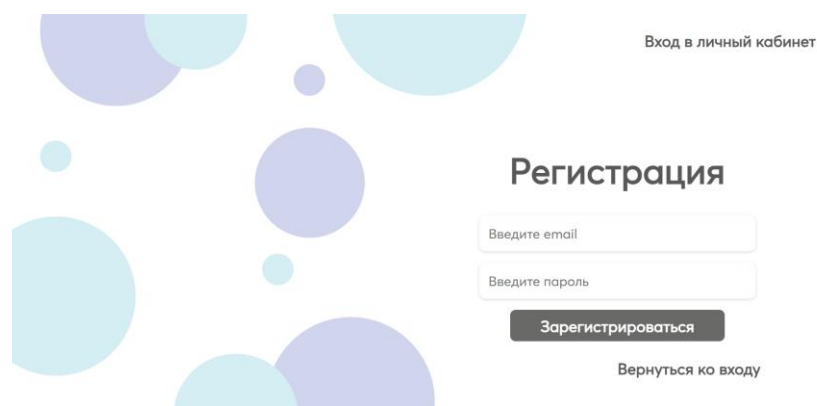 Вход в личный кабинет
Регистрация
Введите email
Введите пароль
Зарегистрироваться
Вернуться ко входу